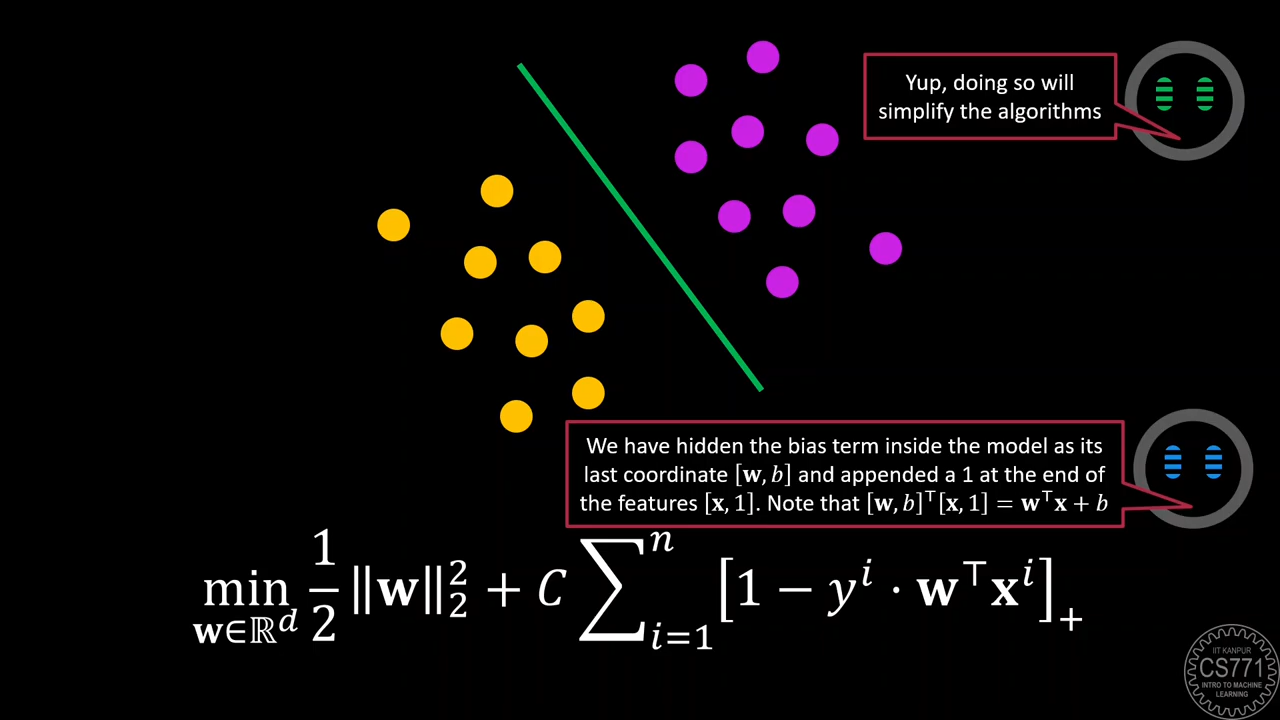 Yup, doing so will
simplify the algorithms
We have hidden the bias term inside the model as its
last coordinate [𝐰, 𝑏] and appended a 1 at the end of
the features [𝐱, 1]. Note that [𝐰, 𝑏]⊤[𝐱, 1] = 𝐰⊤𝐱 + 𝑏
min_{𝐰∈ℝ^𝑑} 1/2 ‖𝐰‖₂² + 𝐶 ∑_{𝑖=1}^{𝑛} [1 − 𝑦^𝑖 · 𝐰⊤𝐱^𝑖]₊
IIT KANPUR
CS771
INTRO TO MACHINE
LEARNING